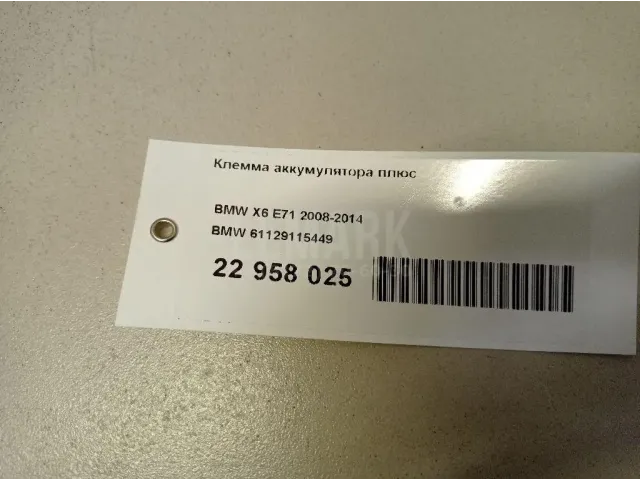 Клемма аккумулятора плюс
BMW X6 E71 2008-2014
BMW 61129115449
22 958 025